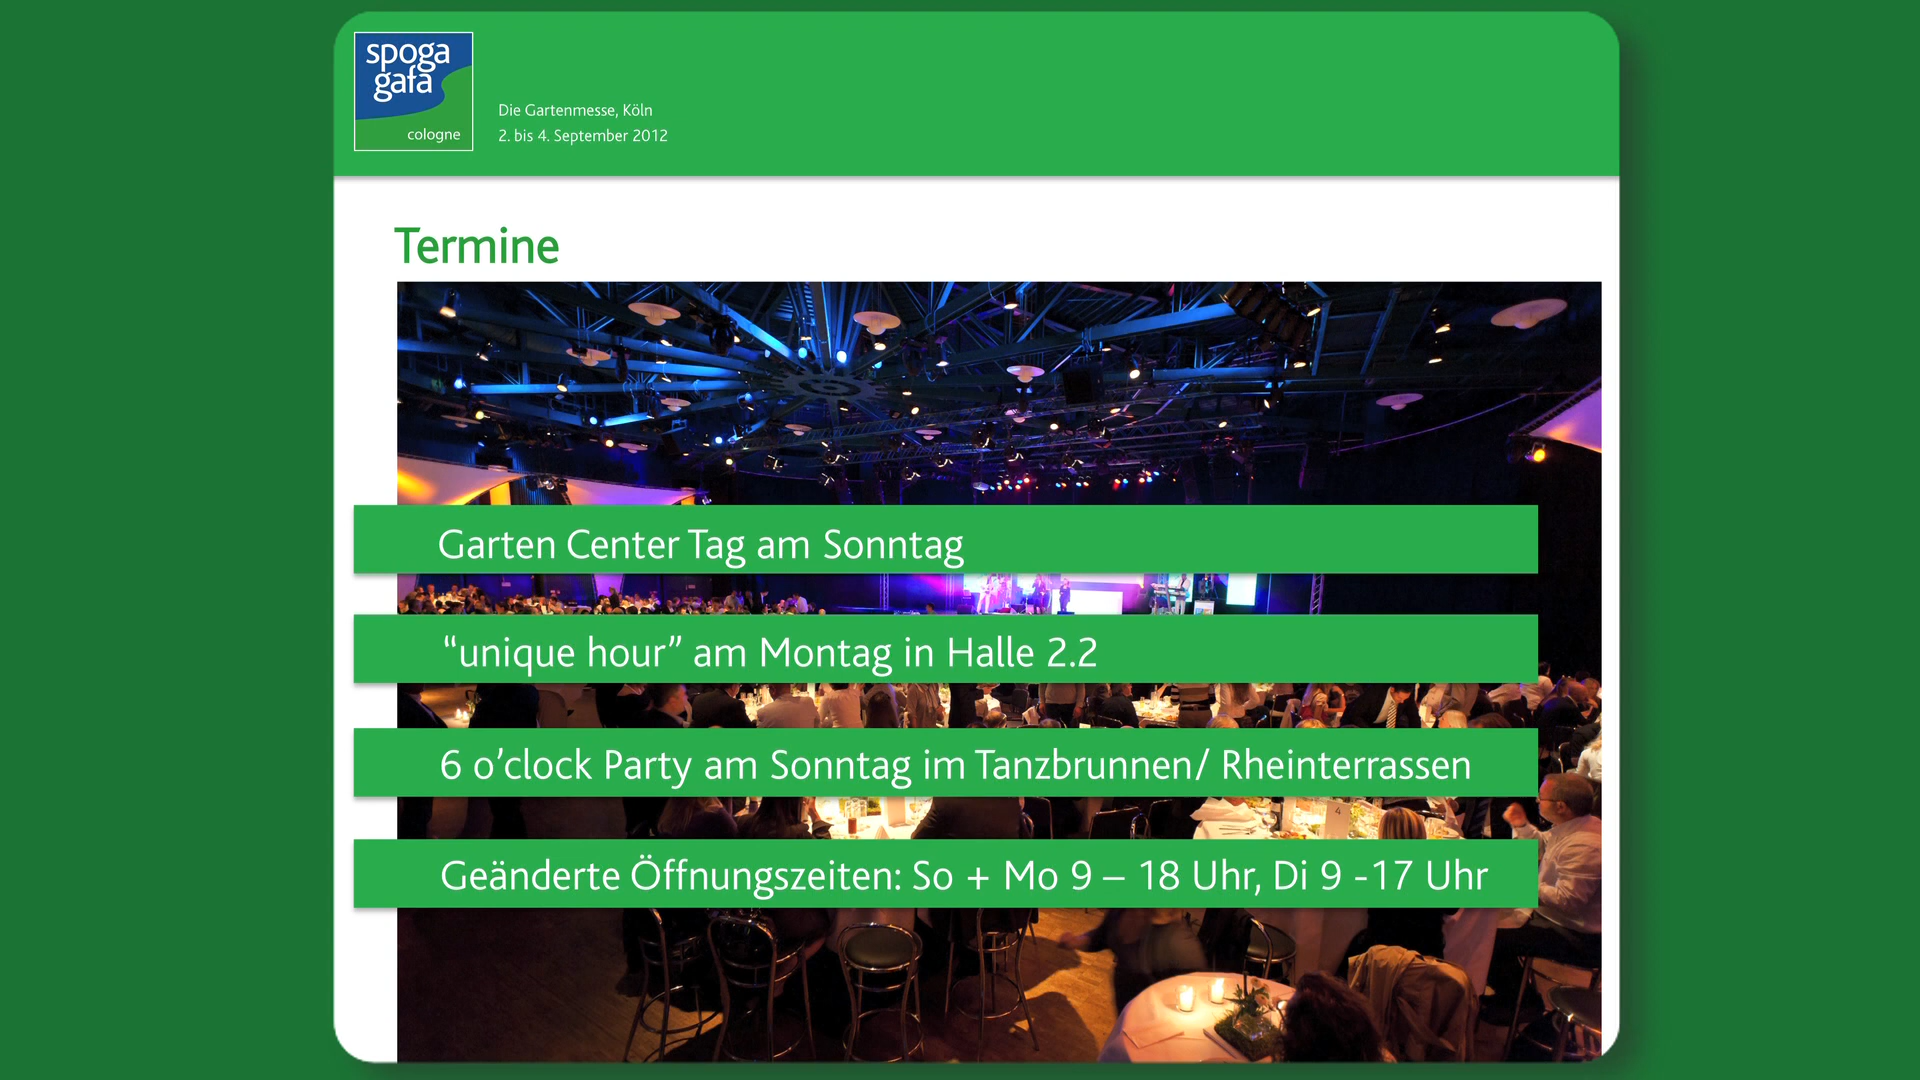 spoga
gafa
cologne
Die Gartenmesse, Köln
2. bis 4. September 2012
Termine
Garten Center Tag am Sonntag
“unique hour” am Montag in Halle 2.2
6 o’clock Party am Sonntag im Tanzbrunnen/ Rheinterrassen
Geänderte Öffnungszeiten: So + Mo 9 – 18 Uhr, Di 9 -17 Uhr
4